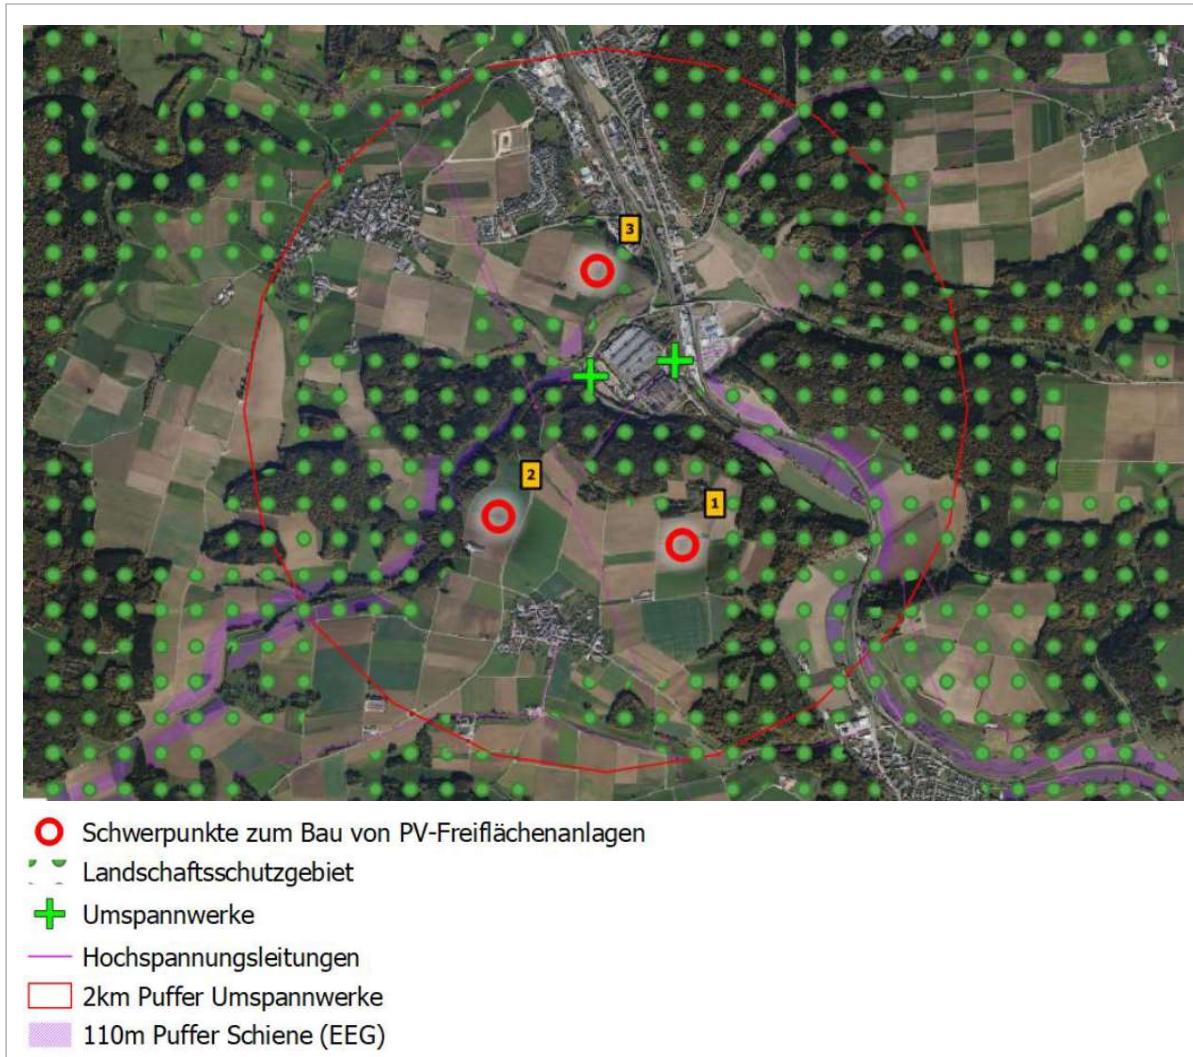 3
2
1
Schwerpunkte zum Bau von PV-Freiflächenanlagen
Landschaftsschutzgebiet
Umspannwerke
Hochspannungsleitungen
2km Puffer Umspannwerke
110m Puffer Schiene (EEG)